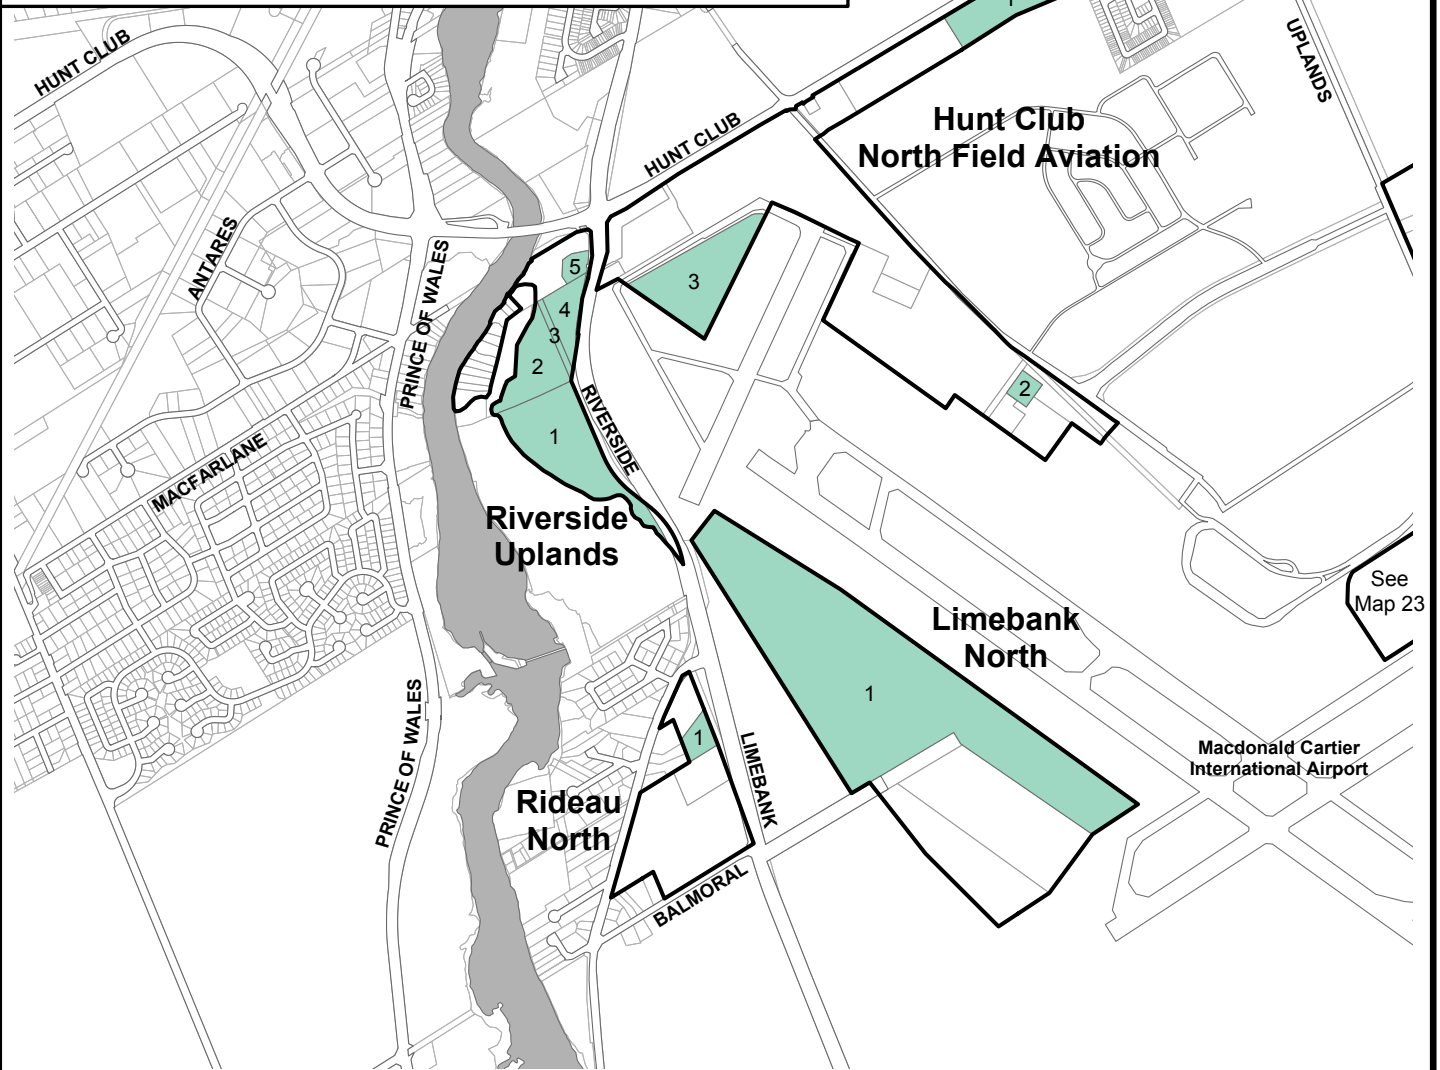 1
UPLANDS
HUNT CLUB
HUNT CLUB
Hunt Club
North Field Aviation
ANTARES
PRINCE OF WALES
5
4
3
3
2
2
1
RIVERSIDE
MACFARLANE
Riverside
Uplands
See
Map 23
Limebank
North
1
PRINCE OF WALES
1
LIMEBANK
Macdonald Cartier
International Airport
Rideau
North
BALMORAL